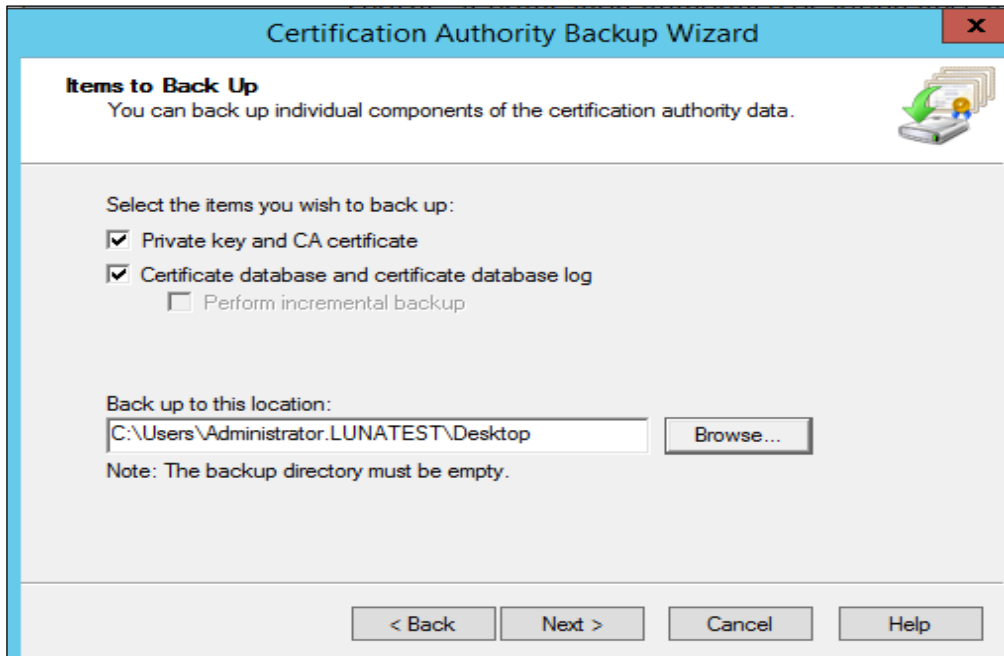 Certification Authority Backup Wizard
x
Items to Back Up
You can back up individual components of the certification authority data.
Select the items you wish to back up:
Private key and CA certificate
Certificate database and certificate database log
Perform incremental backup
Back up to this location:
C:\Users\Administrator.LUNATEST\Desktop
Browse...
Note: The backup directory must be empty.
< Back
Next >
Cancel
Help